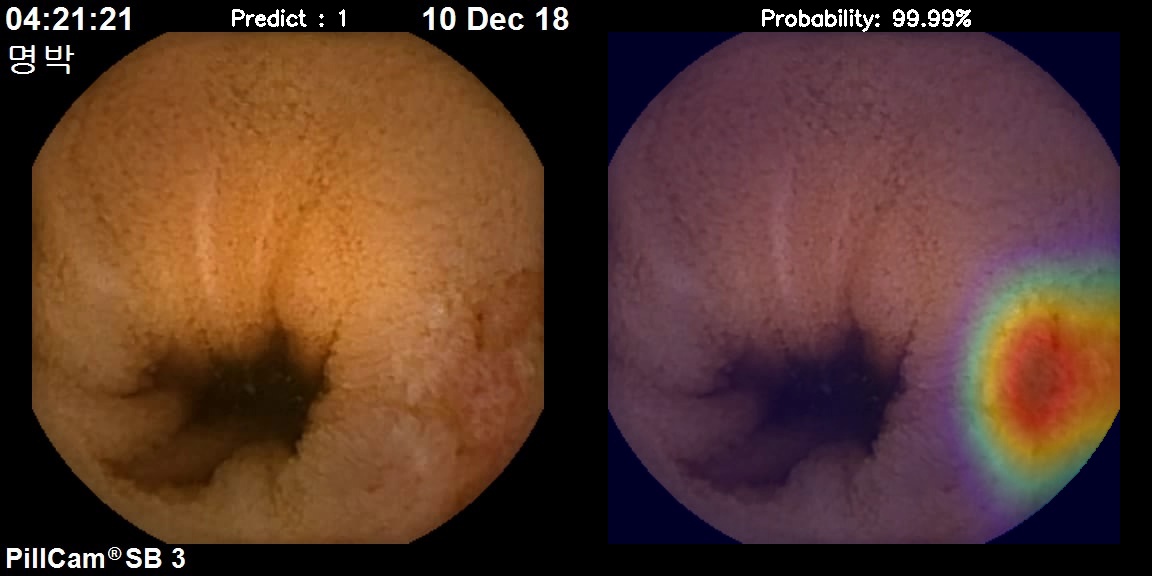 04:21:21 Predict : 1 10 Dec 18 Probability: 99.99%
명박
PillCam® SB 3